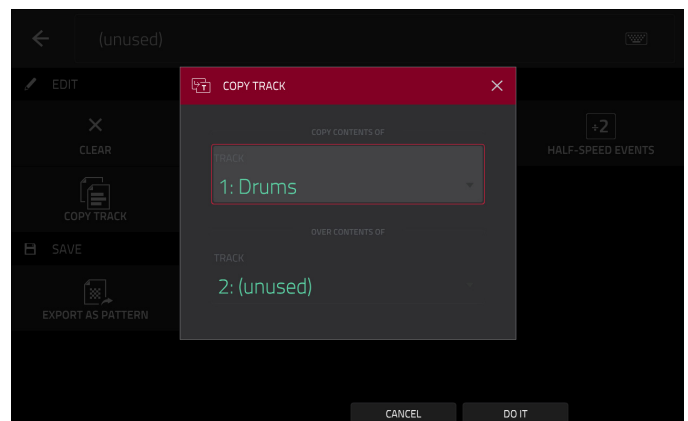 (unused)
EDIT
COPY TRACK
CLEAR
COPY CONTENTS OF
TRACK
1: Drums
÷2
HALF-SPEED EVENTS
COPY TRACK
OVER CONTENTS OF
SAVE
TRACK
2: (unused)
EXPORT AS PATTERN
CANCEL
DO IT